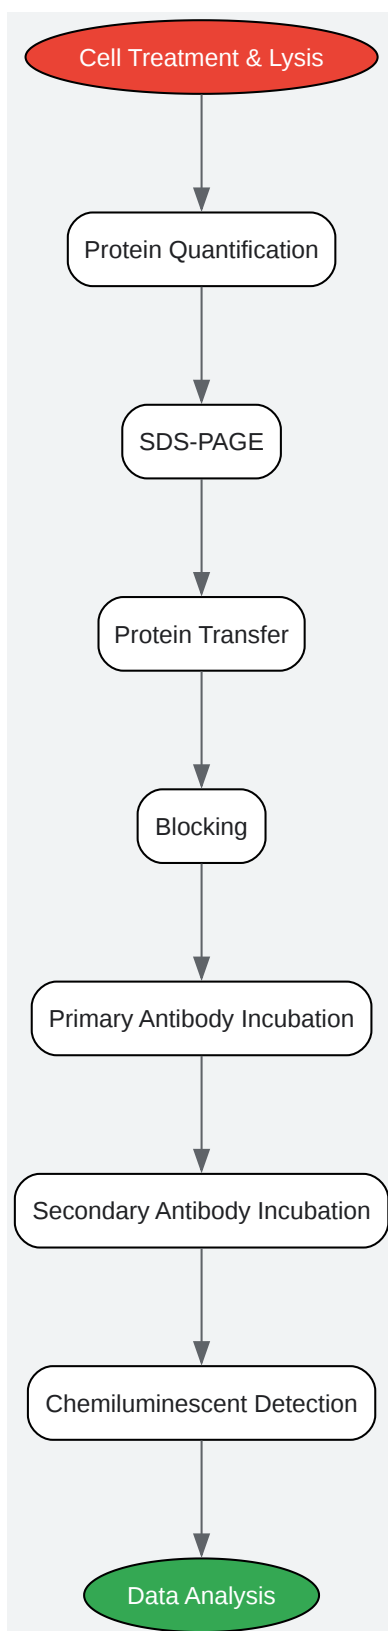 Cell Treatment & Lysis
Protein Quantification
SDS-PAGE
Protein Transfer
Blocking
Primary Antibody Incubation
Secondary Antibody Incubation
Chemiluminescent Detection
Data Analysis